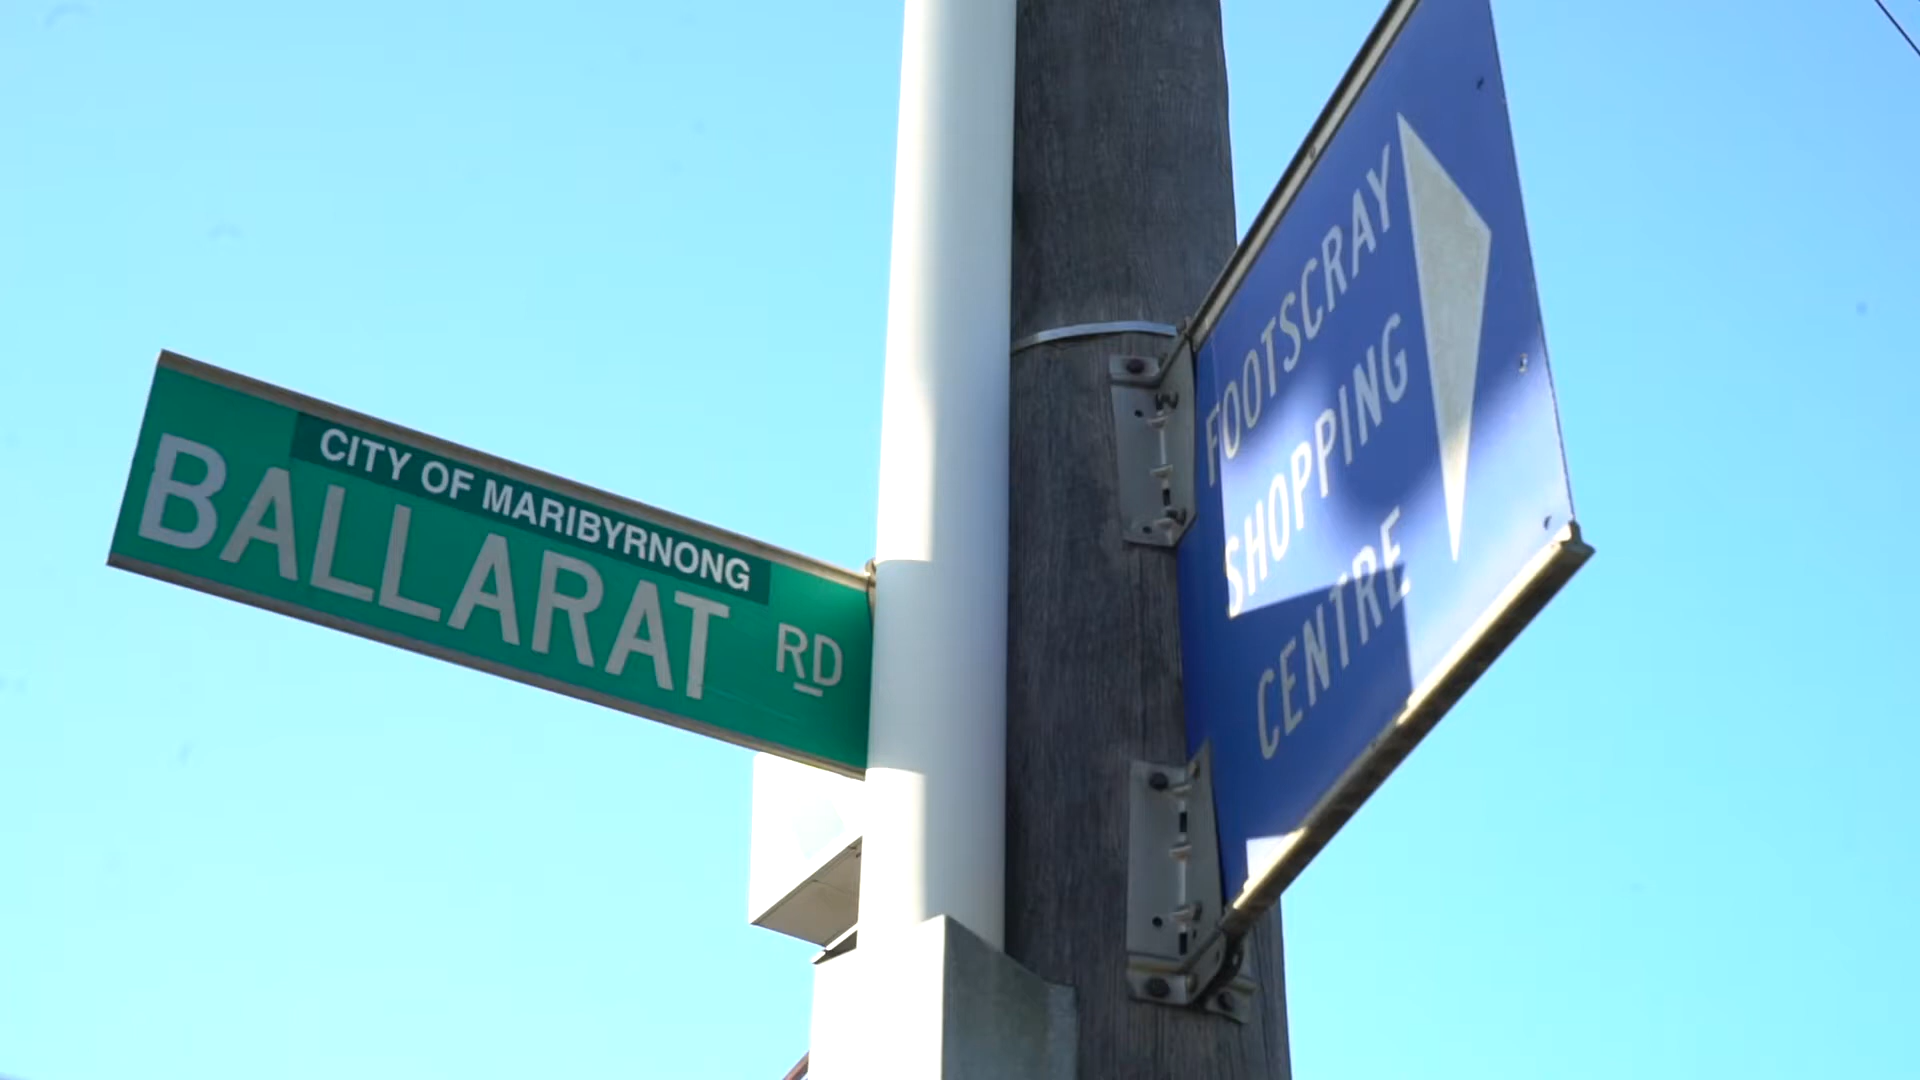 CITY OF MARIBYRNONG
BALLARAT RD
FOOTSCRAY
SHOPPING
CENTRE